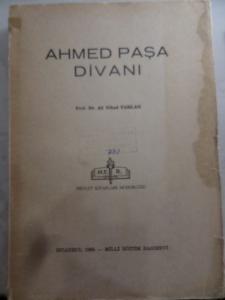 AHMED PAŞA
DİVANI
Prof. Dr. Ali Nihad TARLAN
M.E.B.
DEVLET KİTAPLARI MÜDÜRLÜĞÜ
İSTANBUL 1966 — MİLLÎ EĞİTİM BASIMEVİ